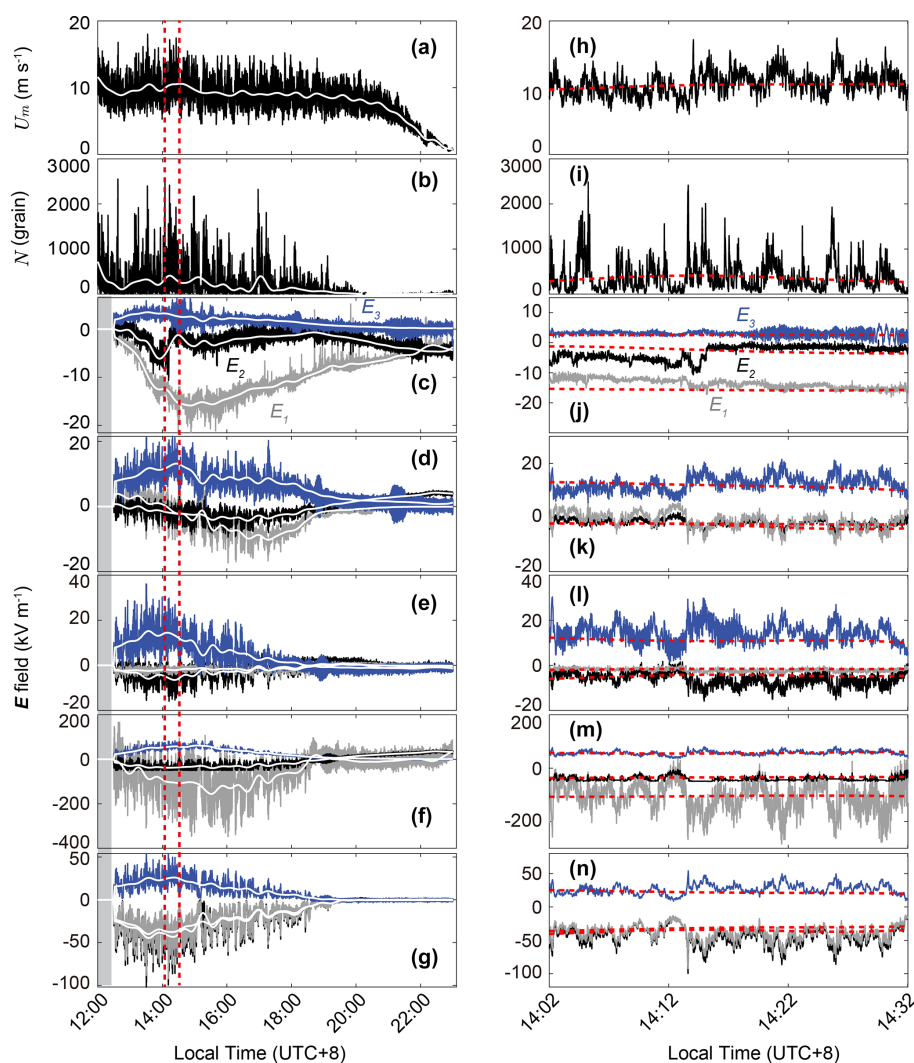 20
10
0
U_m (m s⁻¹)
(a)
3000
2000
1000
0
N (grain)
(b)
0
-10
-20
E_3
E_2
E_1
(c)
20
0
-20
(d)
40
20
0
-20
E field (kV m⁻¹)
(e)
200
0
-200
-400
(f)
50
0
-50
-100
(g)
12:00
14:00
16:00
18:00
20:00
22:00
Local Time (UTC+8)
20
10
0
(h)
3000
2000
1000
0
(i)
10
0
-10
-20
E_3
E_2
E_1
(j)
20
0
-20
(k)
40
20
0
-20
(l)
200
0
-200
(m)
50
0
-50
-100
(n)
14:02
14:12
14:22
14:32
Local Time (UTC+8)